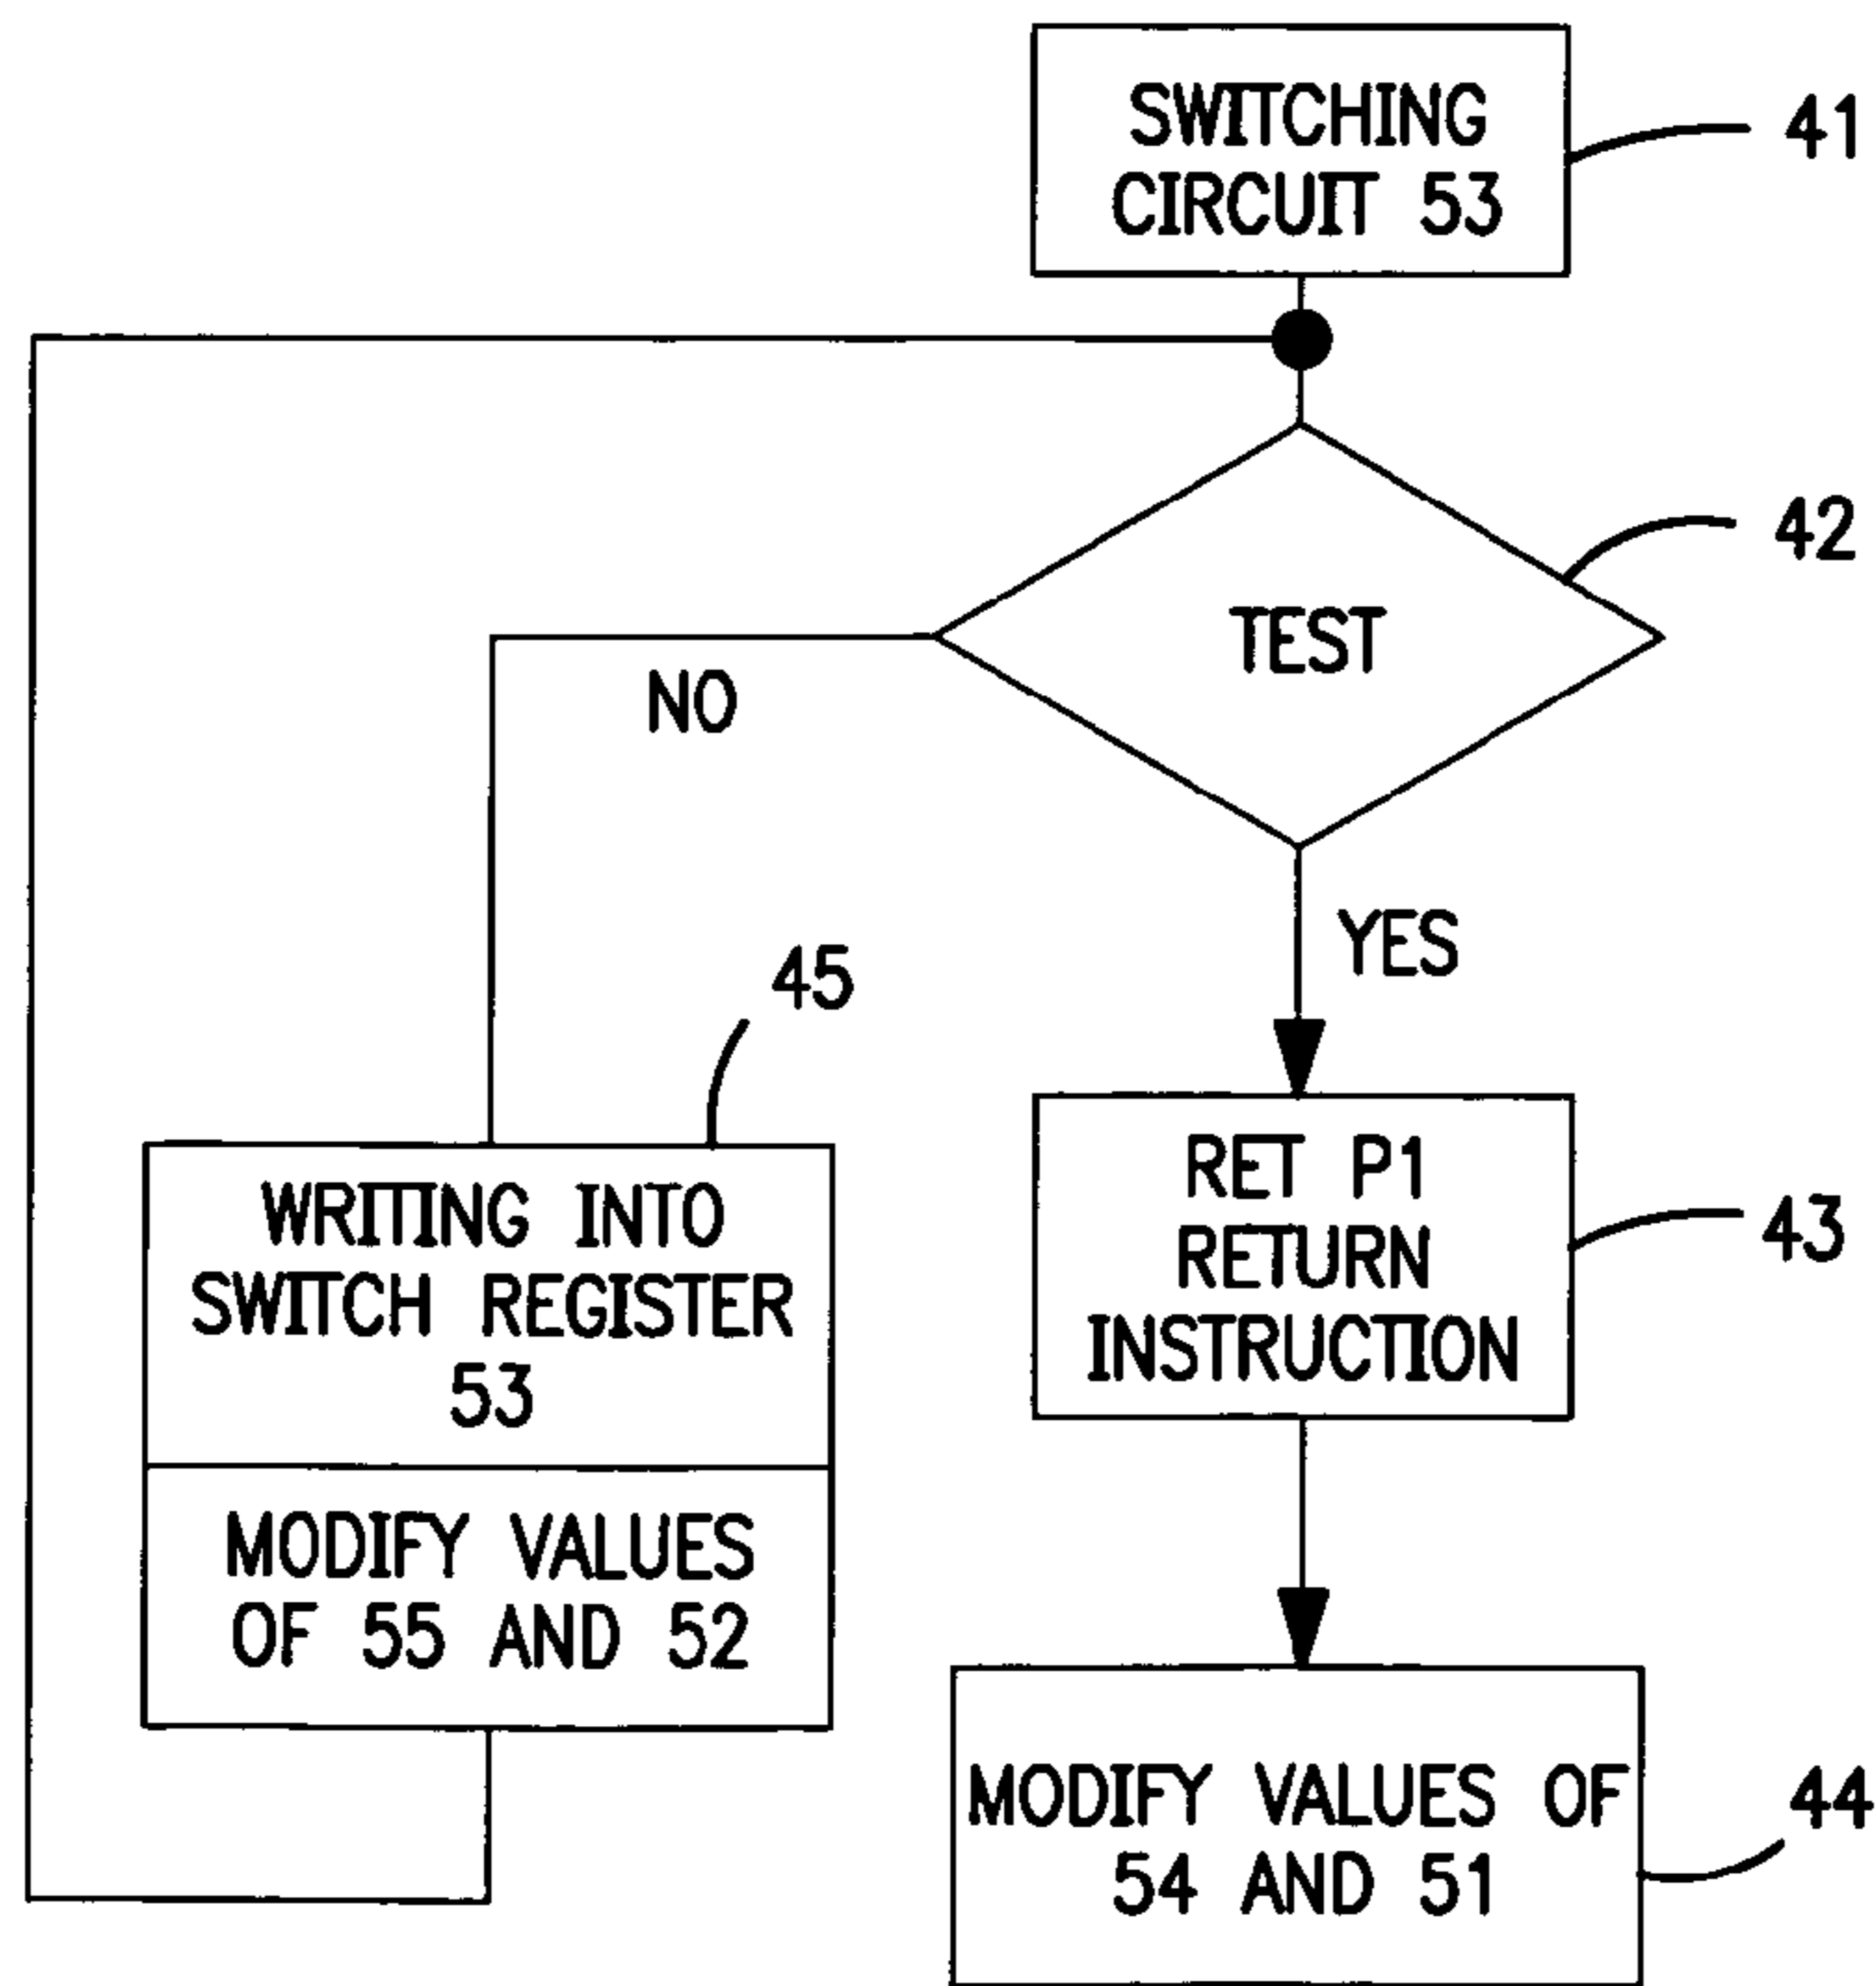 SWITCHING
CIRCUIT 53
41
42
TEST
NO
YES
45
WRITING INTO
SWITCH REGISTER
53
MODIFY VALUES
OF 55 AND 52
RET P1
RETURN
INSTRUCTION
43
MODIFY VALUES OF
54 AND 51
44